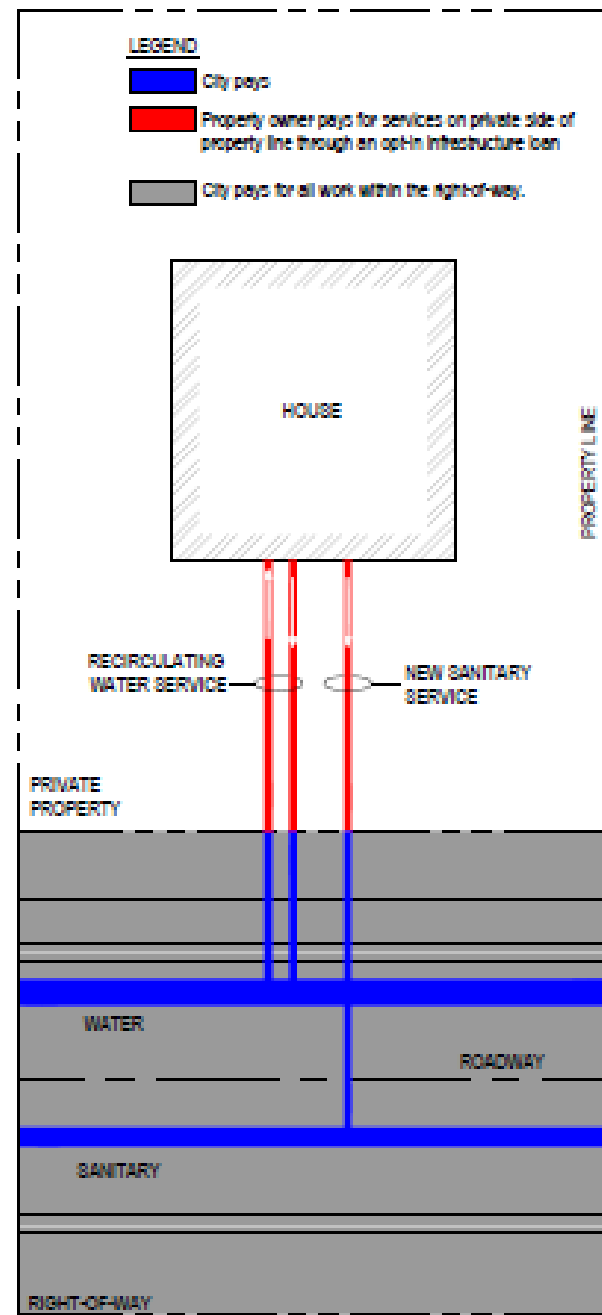 LEGEND
City pays
Property owner pays for services on private side of
property line through an opt-in infrastructure loan
City pays for all work within the right-of-way.
HOUSE
PROPERTY LINE
RECIRCULATING
WATER SERVICE
NEW SANITARY
SERVICE
PRIVATE
PROPERTY
WATER
ROADWAY
SANITARY
RIGHT-OF-WAY